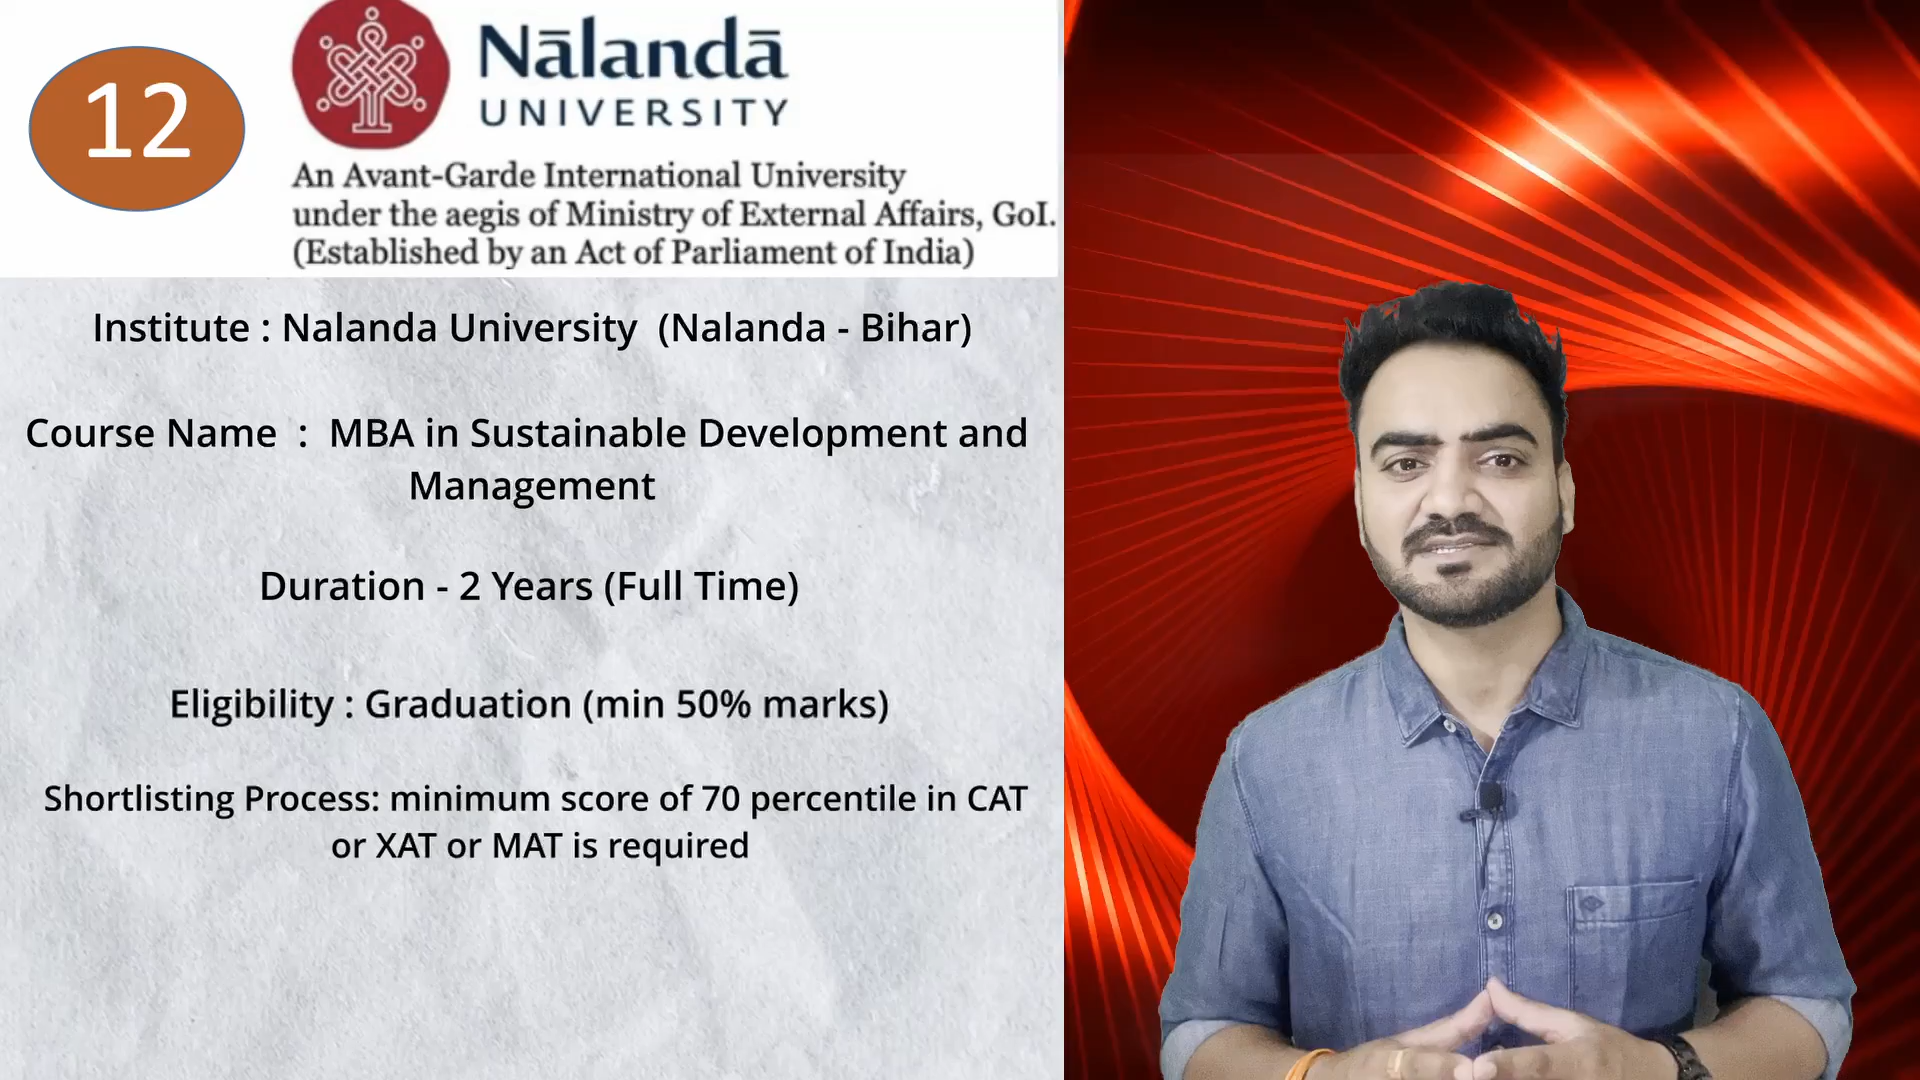 12
Nālandā
UNIVERSITY
An Avant-Garde International University
under the aegis of Ministry of External Affairs, GoI.
(Established by an Act of Parliament of India)
Institute : Nalanda University (Nalanda - Bihar)
Course Name : MBA in Sustainable Development and
Management
Duration - 2 Years (Full Time)
Eligibility : Graduation (min 50% marks)
Shortlisting Process: minimum score of 70 percentile in CAT
or XAT or MAT is required